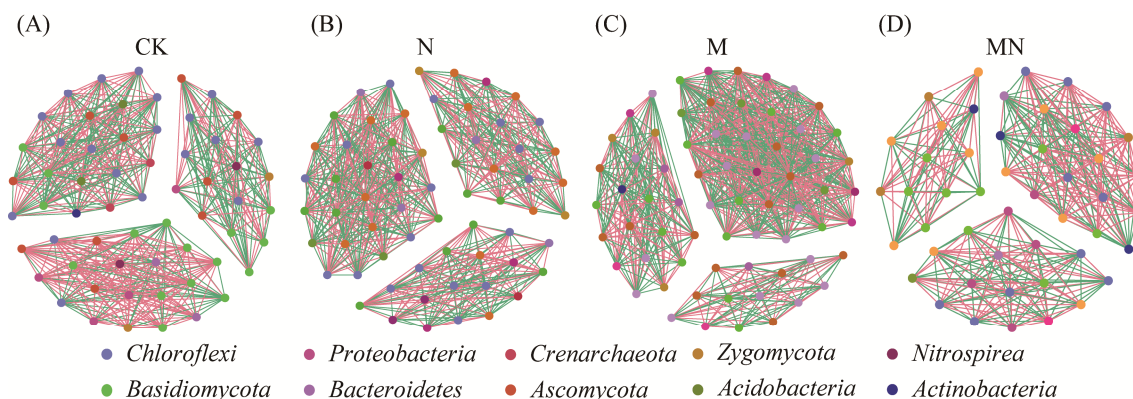 (A) (B) (C) (D)
CK N M MN
Chloroflexi Proteobacteria Crenarchaeota Zygomycota Nitrospirea
Basidiomycota Bacteroidetes Ascomycota Acidobacteria Actinobacteria